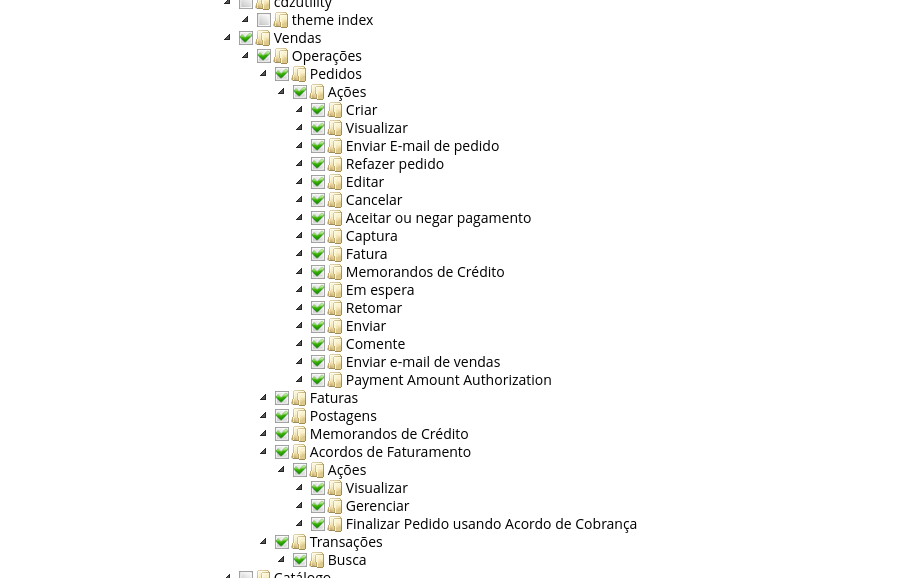 cdzutility
theme index
Vendas
Operações
Pedidos
Ações
Criar
Visualizar
Enviar E-mail de pedido
Refazer pedido
Editar
Cancelar
Aceitar ou negar pagamento
Captura
Fatura
Memorandos de Crédito
Em espera
Retomar
Enviar
Comente
Enviar e-mail de vendas
Payment Amount Authorization
Faturas
Postagens
Memorandos de Crédito
Acordos de Faturamento
Ações
Visualizar
Gerenciar
Finalizar Pedido usando Acordo de Cobrança
Transações
Busca
Catálogo